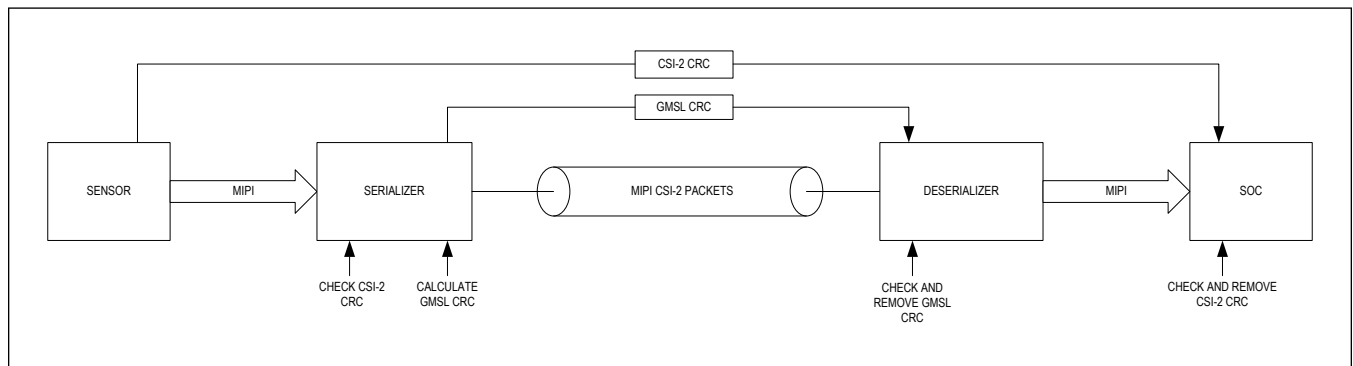 CSI-2 CRC
GMSL CRC
SENSOR
MIPI
SERIALIZER
MIPI CSI-2 PACKETS
DESERIALIZER
MIPI
SOC
CHECK CSI-2
CRC
CALCULATE
GMSL CRC
CHECK AND
REMOVE GMSL
CRC
CHECK AND REMOVE
CSI-2 CRC